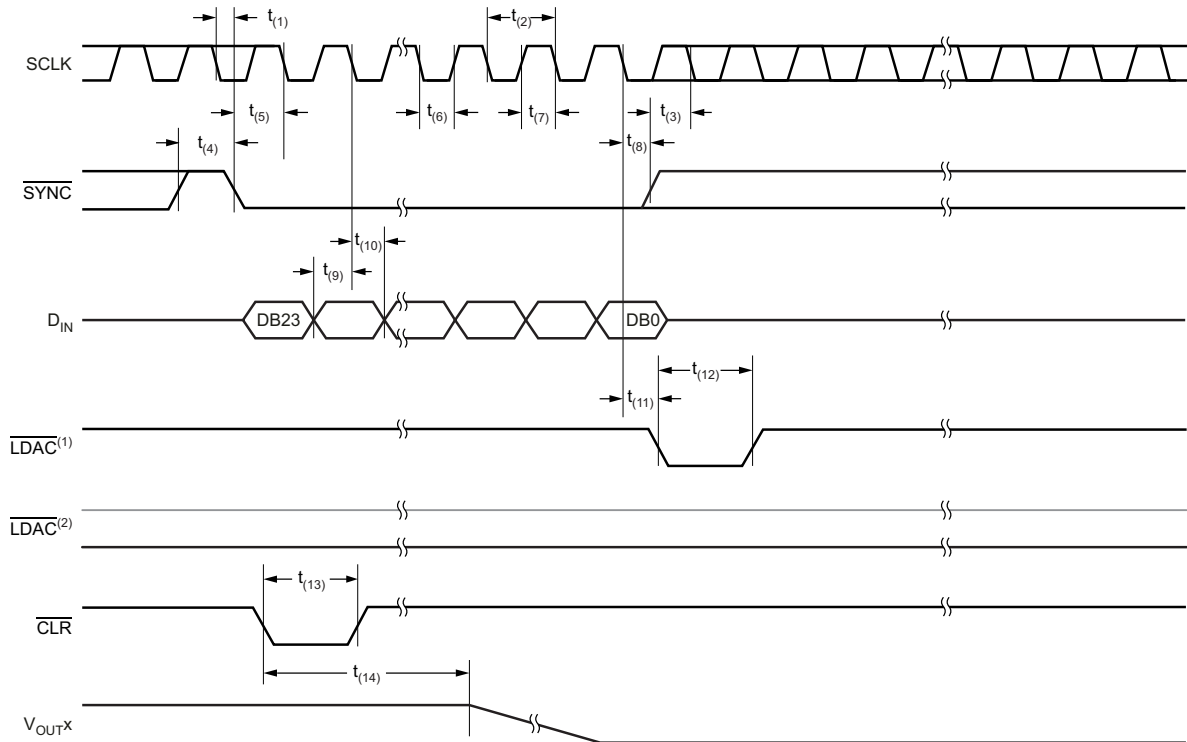 t(1)
t(2)
SCLK
t(5)
t(6)
t(7)
t(3)
t(4)
t(8)
SYNC
t(10)
t(9)
DIN
DB23
DB0
t(12)
t(11)
LDAC(1)
LDAC(2)
t(13)
CLR
t(14)
VOUTX